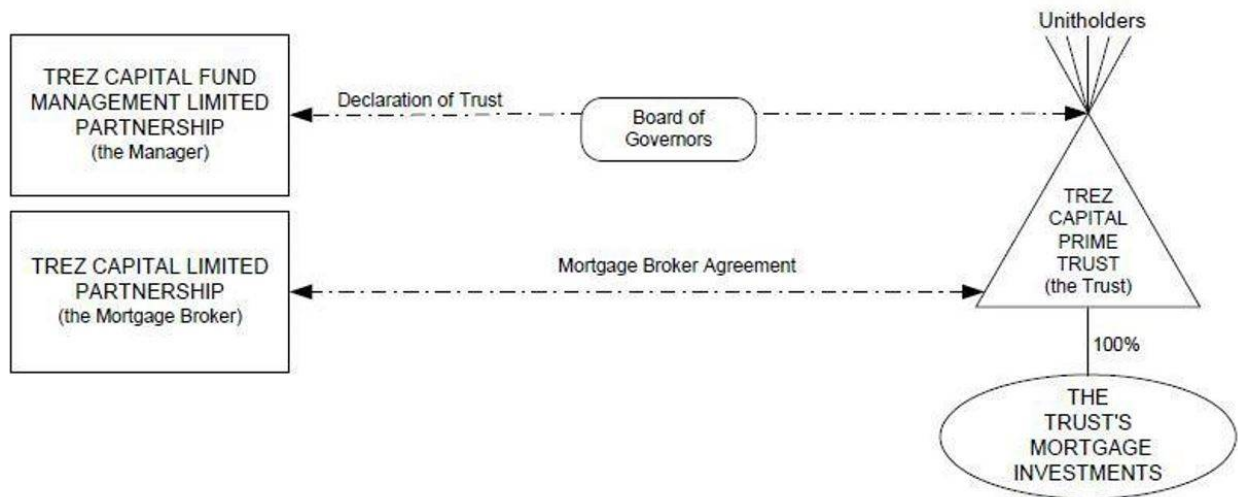 Unitholders
TREZ CAPITAL FUND
MANAGEMENT LIMITED
PARTNERSHIP
(the Manager)
Declaration of Trust
Board of
Governors
TREZ CAPITAL LIMITED
PARTNERSHIP
(the Mortgage Broker)
Mortgage Broker Agreement
TREZ
CAPITAL
PRIME
TRUST
(the Trust)
100%
THE
TRUST'S
MORTGAGE
INVESTMENTS